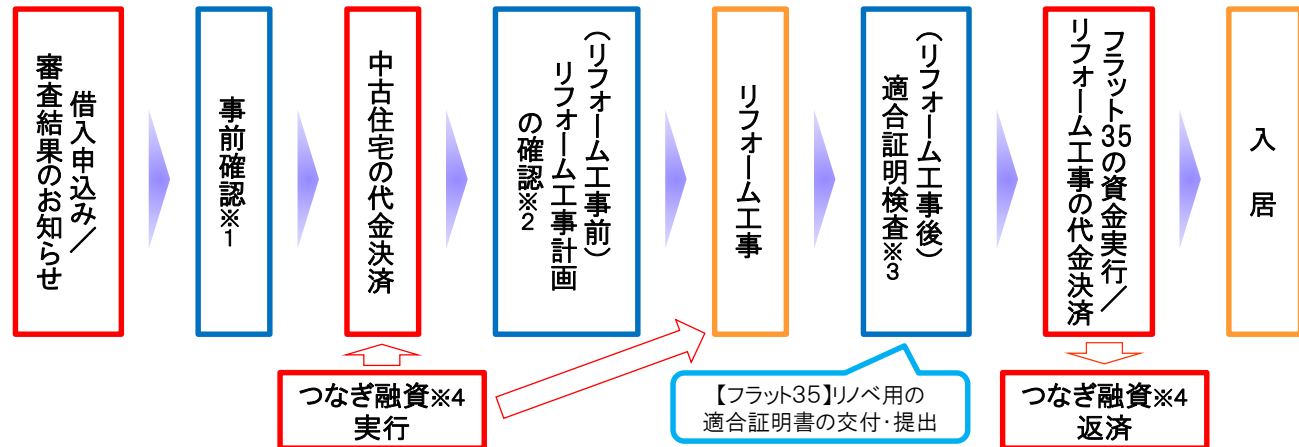 借入申込み／
審査結果のお知らせ
事前確認※1
中古住宅の代金決済
（リフォーム工事前）
リフォーム工事計画
の確認※2
リフォーム工事
（リフォーム工事後）
適合証明検査※3
フラット35の資金実行／
リフォーム工事の代金決済
入居
つなぎ融資※4
実行
【フラット35】リノベ用の
適合証明書の交付・提出
つなぎ融資※4
返済